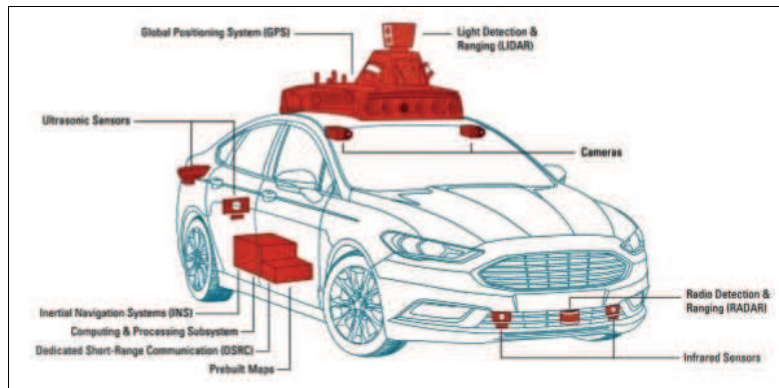 Global Positioning System (GPS)
Light Detection &
Ranging (LIDAR)
Ultrasonic Sensors
Cameras
Inertial Navigation Systems (INS)
Computing & Processing Subsystem
Dedicated Short-Range Communication (DSRC)
Prebuilt Maps
Radio Detection &
Ranging (RADAR)
Infrared Sensors